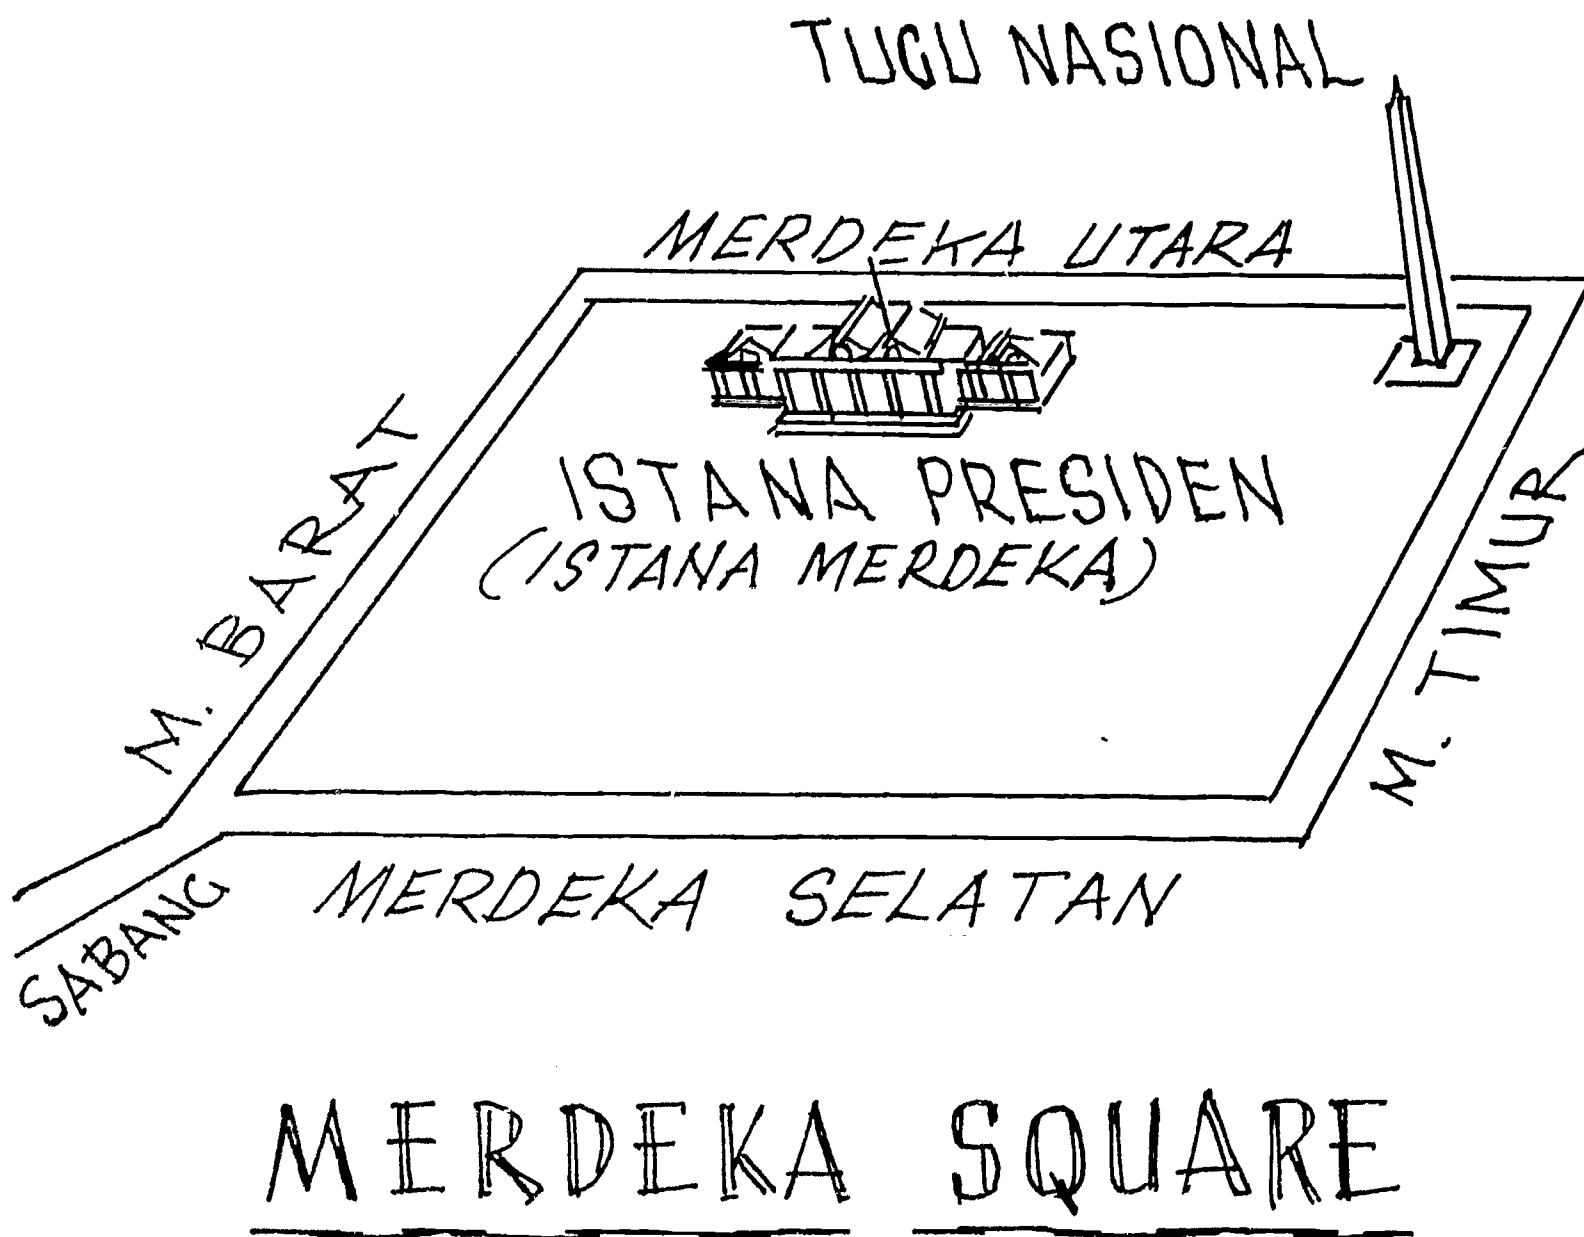 TUGU NASIONAL
MERDEKA UTARA
M. BARAT
ISTANA PRESIDEN
(ISTANA MERDEKA)
M. TIMUR
MERDEKA SELATAN
SABANG
MERDEKA SQUARE